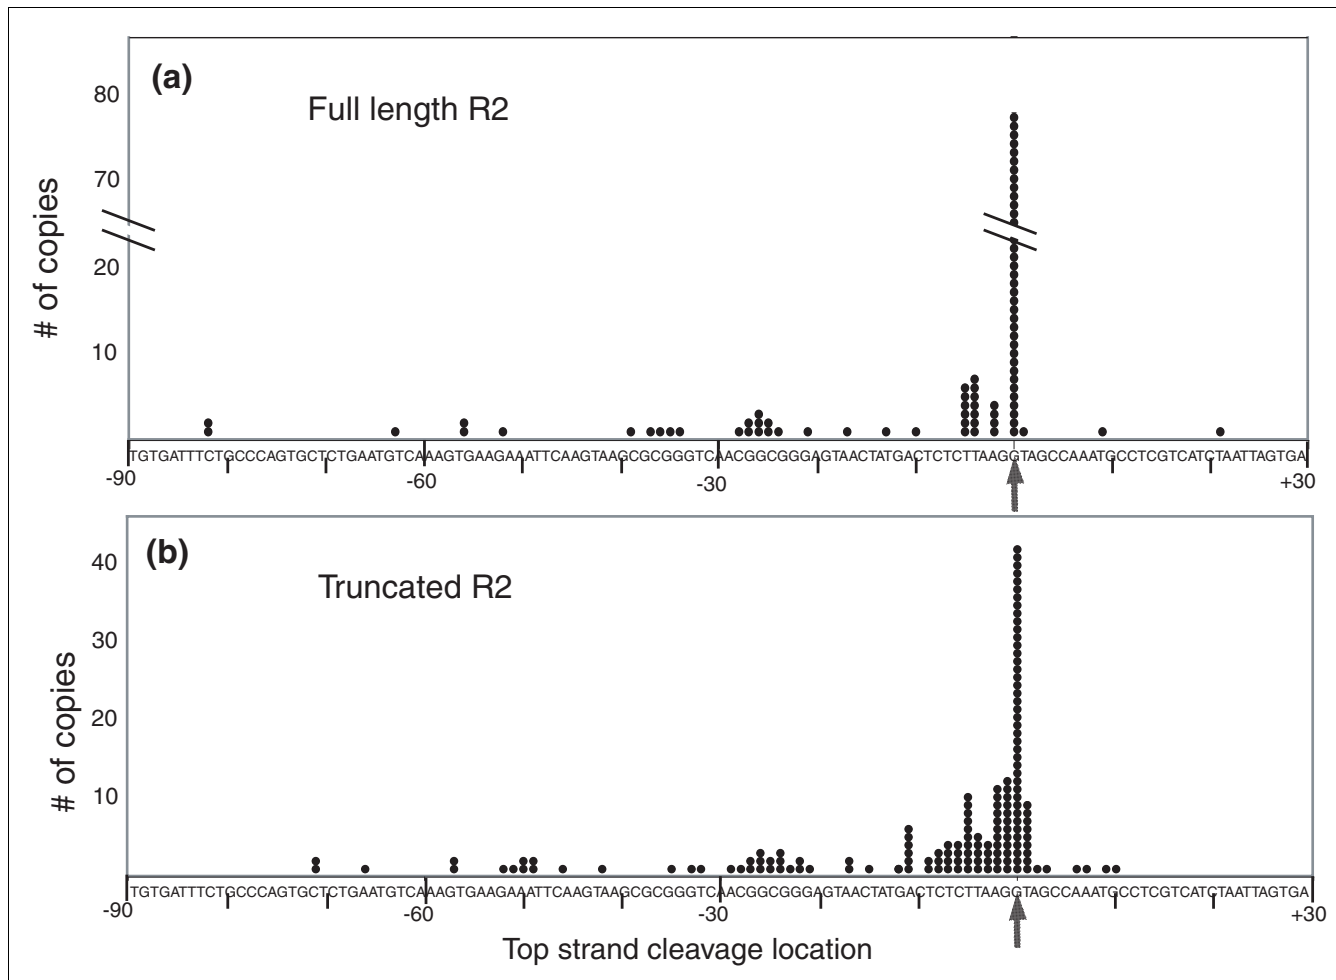 (a)
Full length R2
# of copies
80
70
20
10
TGTGATTTCTGCCCAGTGCTCTGAATGTCAAAGTGAAGAAATTCAAGTAAGCGCGGGTCAACGGCGGGAGTAACTATGACTCTCTTAAGGTAGCCAAATGCCTCGTCATCTAATTAGTGA
-90 -60 -30 +30
(b)
Truncated R2
# of copies
40
30
20
10
TGTGATTTCTGCCCAGTGCTCTGAATGTCAAAGTGAAGAAATTCAAGTAAGCGCGGGTCAACGGCGGGAGTAACTATGACTCTCTTAAGGTAGCCAAATGCCTCGTCATCTAATTAGTGA
-90 -60 -30 +30
Top strand cleavage location